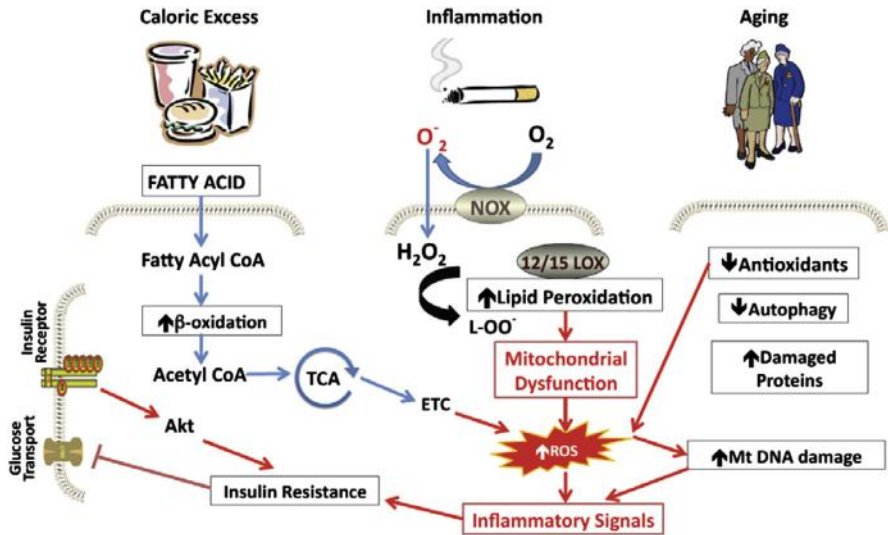 Caloric Excess
Inflammation
Aging
O⁻₂
O₂
FATTY ACID
NOX
Fatty Acyl CoA
H₂O₂
12/15 LOX
↓Antioxidants
↑Lipid Peroxidation
↑β-oxidation
L-OO⁻
↓Autophagy
Insulin
Receptor
Mitochondrial
Dysfunction
↑Damaged
Proteins
Acetyl CoA
TCA
ETC
Akt
↑ROS
↑Mt DNA damage
Glucose
Transport
Insulin Resistance
Inflammatory Signals